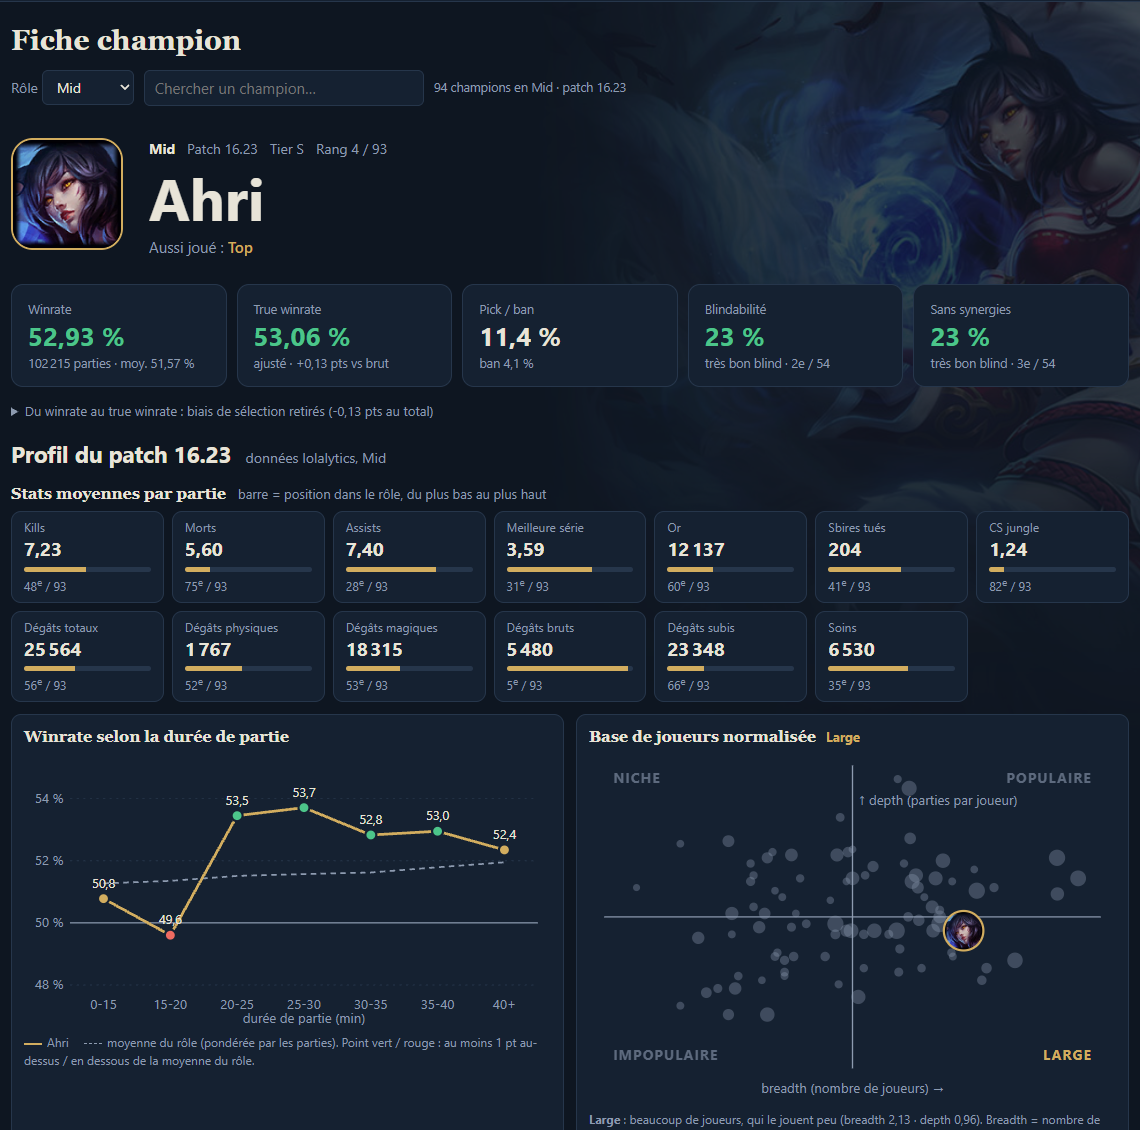 Fiche champion
Rôle Mid Chercher un champion... 94 champions en Mid · patch 16.23
Mid Patch 16.23 Tier S Rang 4 / 93
Ahri
Aussi joué : Top
Winrate True winrate Pick / ban Blindabilité Sans synergies
52,93 % 53,06 % 11,4 % 23 % 23 %
102 215 parties · moy. 51,57 % ajusté · +0,13 pts vs brut ban 4,1 % très bon blind · 2e / 54 très bon blind · 3e / 54
▶ Du winrate au true winrate : biais de sélection retirés (-0,13 pts au total)
Profil du patch 16.23 données lolalytics, Mid
Stats moyennes par partie barre = position dans le rôle, du plus bas au plus haut
Kills Morts Assists Meilleure série Or Sbires tués CS jungle
7,23 5,60 7,40 3,59 12 137 204 1,24
48e / 93 75e / 93 28e / 93 31e / 93 60e / 93 41e / 93 82e / 93
Dégâts totaux Dégâts physiques Dégâts magiques Dégâts bruts Dégâts subis Soins
25 564 1 767 18 315 5 480 23 348 6 530
56e / 93 52e / 93 53e / 93 5e / 93 66e / 93 35e / 93
Winrate selon la durée de partie
54 %
52 %
50 %
48 %
50,8 49,6 53,5 53,7 52,8 53,0 52,4
0-15 15-20 20-25 25-30 30-35 35-40 40+
durée de partie (min)
Ahri ---- moyenne du rôle (pondérée par les parties). Point vert / rouge : au moins 1 pt au-
dessus / en dessous de la moyenne du rôle.
Base de joueurs normalisée Large
NICHE POPULAIRE
↑ depth (parties par joueur)
IMPOPULAIRE LARGE
breadth (nombre de joueurs) →
Large : beaucoup de joueurs, qui le jouent peu (breadth 2,13 · depth 0,96). Breadth = nombre de